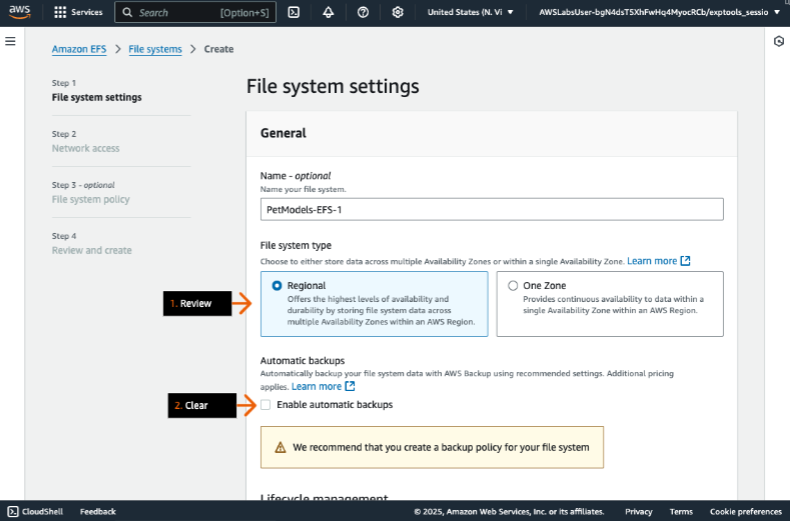 aws
Services
Search
[Option+S]
United States (N. Vi
AWSLabsUser-bgN4dsTSXhFwHq4MyocRCb/exptools_sessio
Amazon EFS > File systems > Create
Step 1
File system settings
Step 2
Network access
Step 3 - optional
File system policy
Step 4
Review and create
File system settings
General
Name - optional
Name your file system.
PetModels-EFS-1
File system type
Choose to either store data across multiple Availability Zones or within a single Availability Zone. Learn more
Regional
Offers the highest levels of availability and
durability by storing file system data across
multiple Availability Zones within an AWS Region.
One Zone
Provides continuous availability to data within a
single Availability Zone within an AWS Region.
1. Review
Automatic backups
Automatically backup your file system data with AWS Backup using recommended settings. Additional pricing
applies. Learn more
2. Clear
Enable automatic backups
We recommend that you create a backup policy for your file system
Lifecycle management
CloudShell
Feedback
© 2025, Amazon Web Services, Inc. or its affiliates.
Privacy
Terms
Cookie preferences